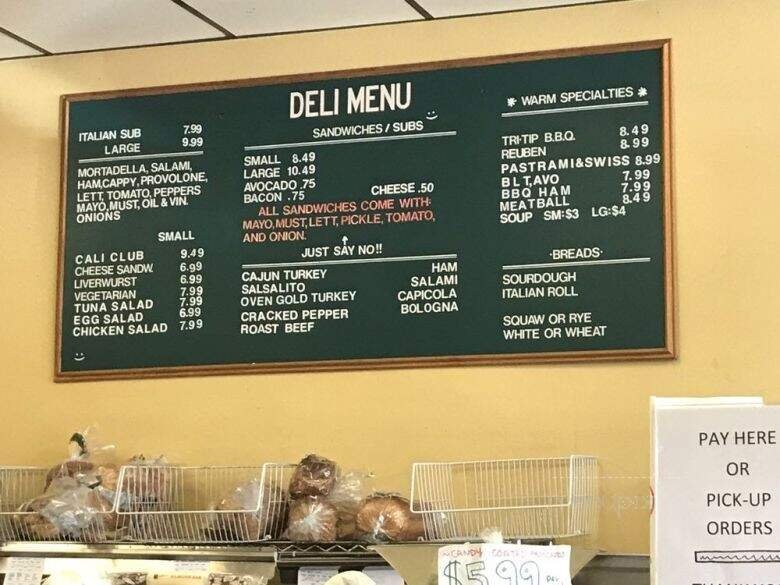 DELI MENU
ITALIAN SUB 7.99
LARGE 9.99
MORTADELLA, SALAMI,
HAM,CAPPY, PROVOLONE,
LETT, TOMATO, PEPPERS
MAYO,MUST, OIL & VIN.
ONIONS
SMALL
CALI CLUB 9.49
CHEESE SANDW. 6.99
LIVERWURST 6.99
VEGETARIAN 7.99
TUNA SALAD 7.99
EGG SALAD 6.99
CHICKEN SALAD 7.99
SANDWICHES / SUBS
SMALL 8.49
LARGE 10.49
AVOCADO .75
BACON .75
CHEESE .50
ALL SANDWICHES COME WITH:
MAYO,MUST, LETT, PICKLE, TOMATO,
AND ONION.
JUST SAY NO!!
CAJUN TURKEY
SALSALITO
OVEN GOLD TURKEY
CRACKED PEPPER
ROAST BEEF
HAM
SALAMI
CAPICOLA
BOLOGNA
* WARM SPECIALTIES *
TRI-TIP B.B.Q. 8.49
REUBEN 8.99
PASTRAMI&SWISS 8.99
BLT,AVO 7.99
BBQ HAM 7.99
MEATBALL 8.49
SOUP SM:$3 LG:$4
·BREADS·
SOURDOUGH
ITALIAN ROLL
SQUAW OR RYE
WHITE OR WHEAT
PAY HERE
OR
PICK-UP
ORDERS
CANDY COATED
$5.99